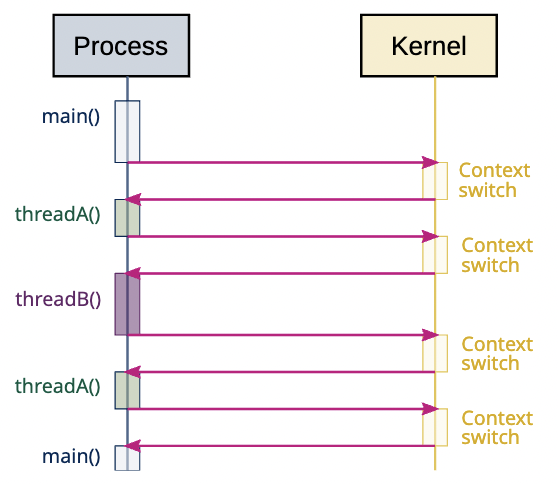 Process
Kernel
main()
Context
switch
threadA()
Context
switch
threadB()
Context
switch
threadA()
Context
switch
main()